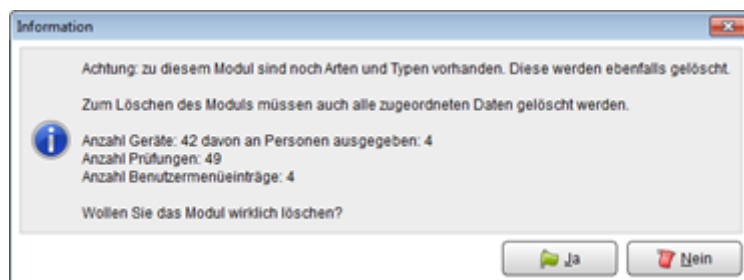 Information
Achtung: zu diesem Modul sind noch Arten und Typen vorhanden. Diese werden ebenfalls gelöscht.
Zum Löschen des Moduls müssen auch alle zugeordneten Daten gelöscht werden.
Anzahl Geräte: 42 davon an Personen ausgegeben: 4
Anzahl Prüfungen: 49
Anzahl Benutzermenüeinträge: 4
Wollen Sie das Modul wirklich löschen?
Ja Nein